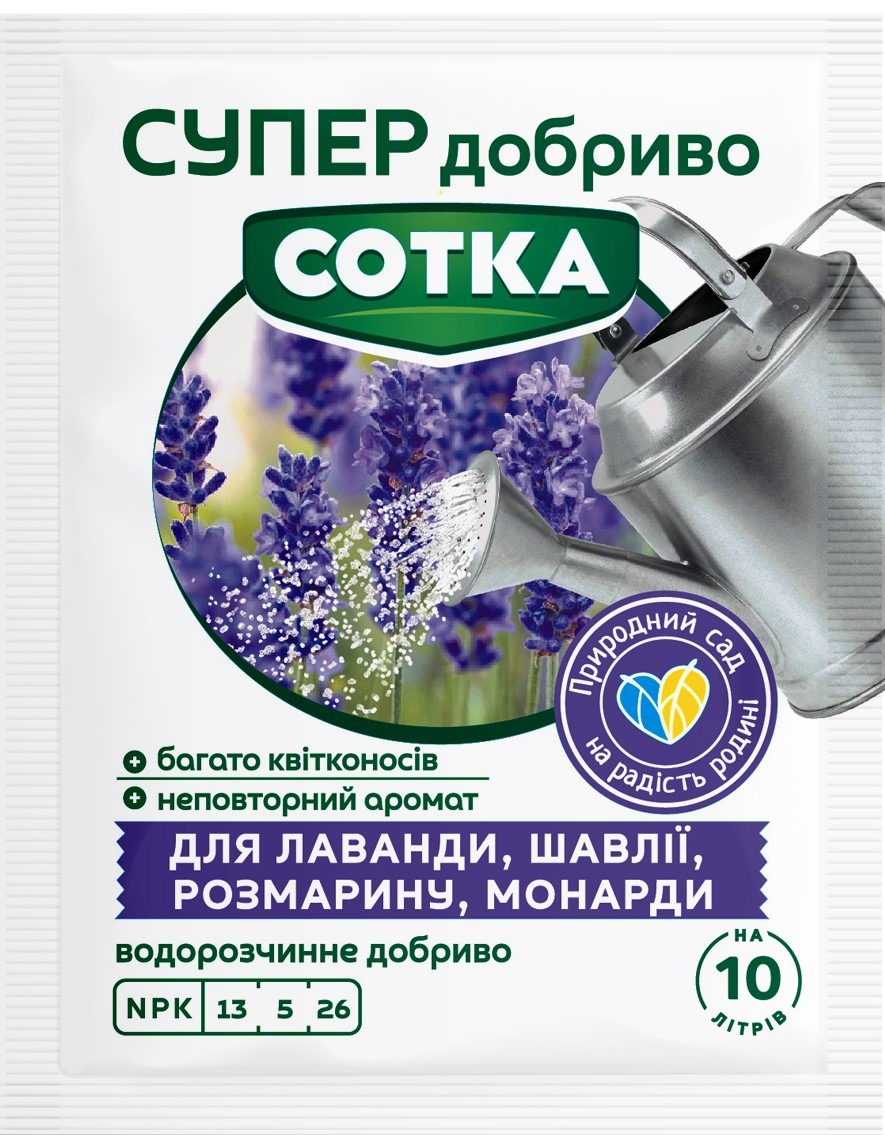 СУПЕР добриво
СОТКА
Природний сад
на радість родині
багато квітконосів
неповторний аромат
ДЛЯ ЛАВАНДИ, ШАВЛІЇ,
РОЗМАРИНУ, МОНАРДИ
водорозчинне добриво
NPK 13 5 26
НА
10
ЛІТРІВ